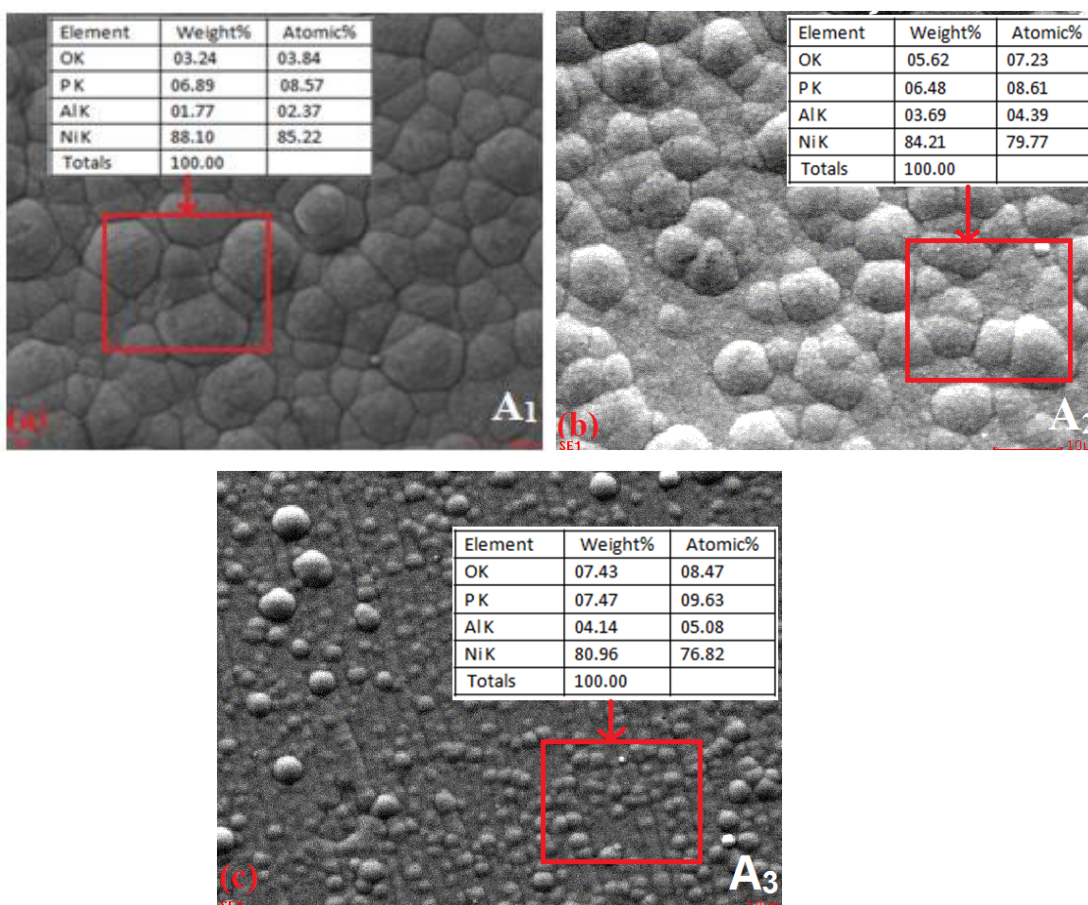 Element Weight% Atomic%
OK 03.24 03.84
PK 06.89 08.57
AlK 01.77 02.37
NiK 88.10 85.22
Totals 100.00
(a)
A1
Element Weight% Atomic%
OK 05.62 07.23
PK 06.48 08.61
AlK 03.69 04.39
NiK 84.21 79.77
Totals 100.00
(b)
SE1
A2
10μ
Element Weight% Atomic%
OK 07.43 08.47
PK 07.47 09.63
AlK 04.14 05.08
NiK 80.96 76.82
Totals 100.00
(c)
A3